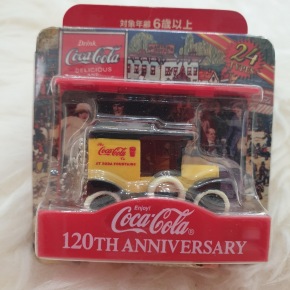 対象年齢 6歳以上
Drink
Coca-Cola
DELICIOUS
24
Coca-Cola
AT SODA FOUNTAINS
Enjoy!
Coca-Cola®
120TH ANNIVERSARY